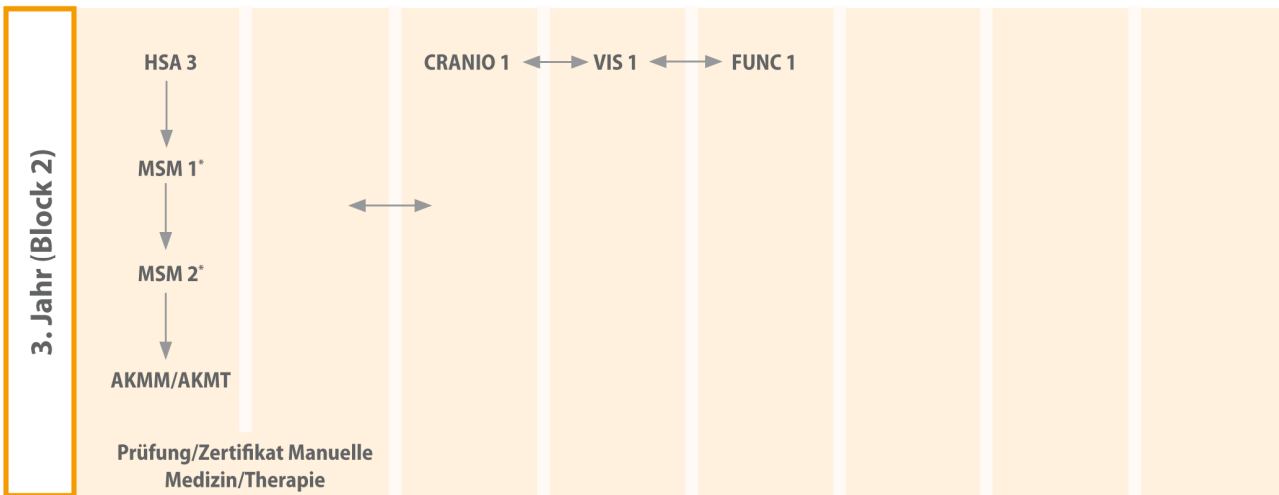 3. Jahr (Block 2)
HSA 3
CRANIO 1
VIS 1
FUNC 1
MSM 1*
MSM 2*
AKMM/AKMT
Prüfung/Zertifikat Manuelle
Medizin/Therapie